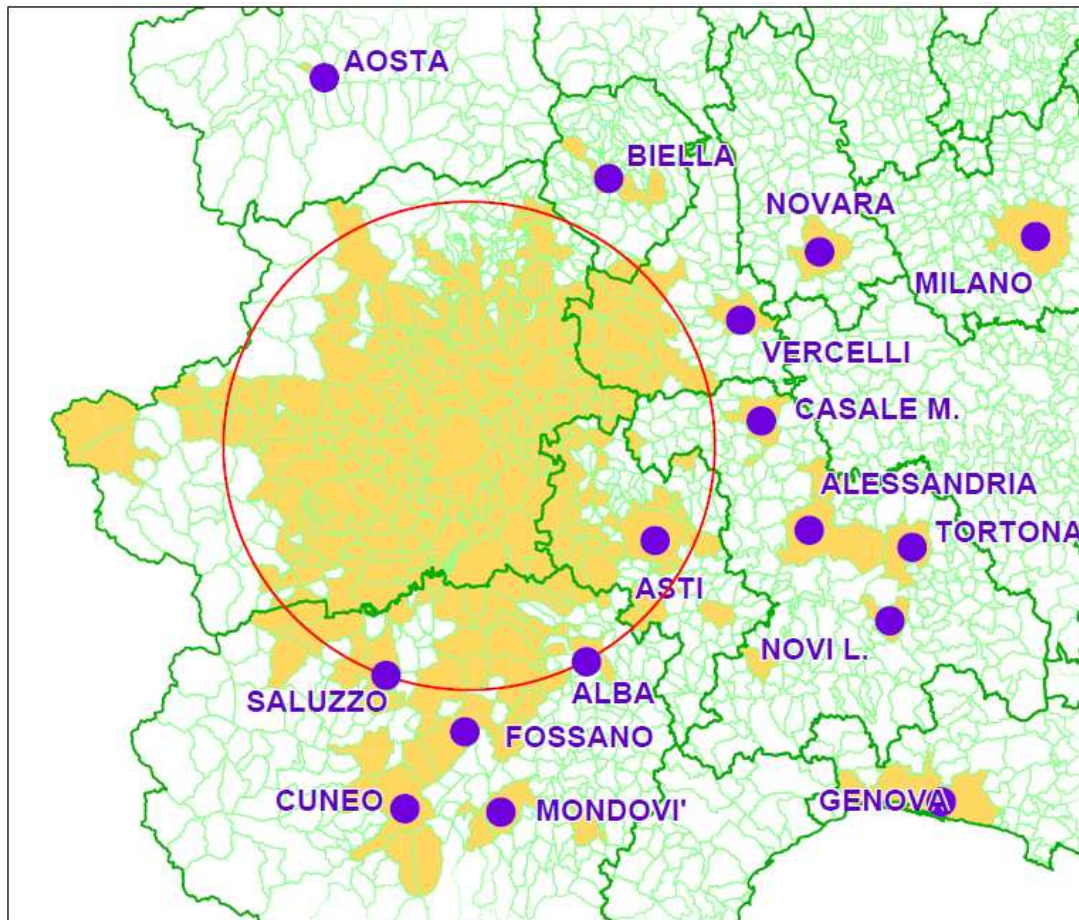 AOSTA
BIELLA
NOVARA
MILANO
VERCELLI
CASALE M.
ALESSANDRIA
TORTONA
ASTI
NOVI L.
SALUZZO
ALBA
FOSSANO
CUNEO
MONDOVI'
GENOVA